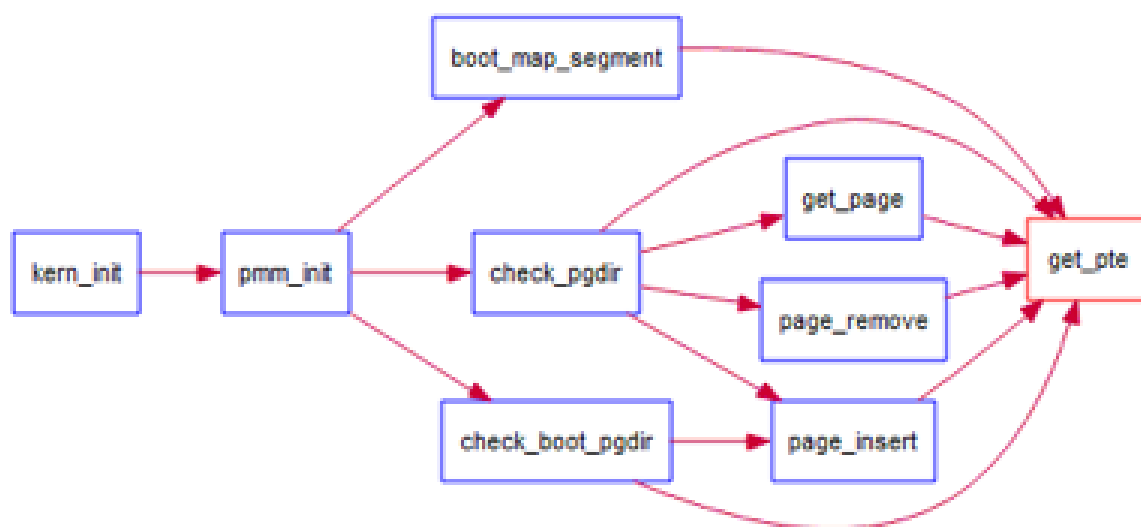 boot_map_segment
get_page
kern_init
pmm_init
check_pgdir
get_pte
page_remove
check_boot_pgdir
page_insert